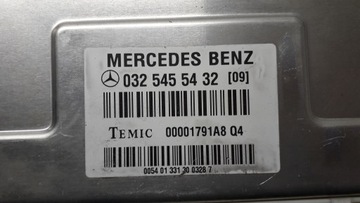 MERCEDES BENZ
032 545 54 32 [09]
TEMIC 00001791A8 Q4
0054 01 331 30 0328 7